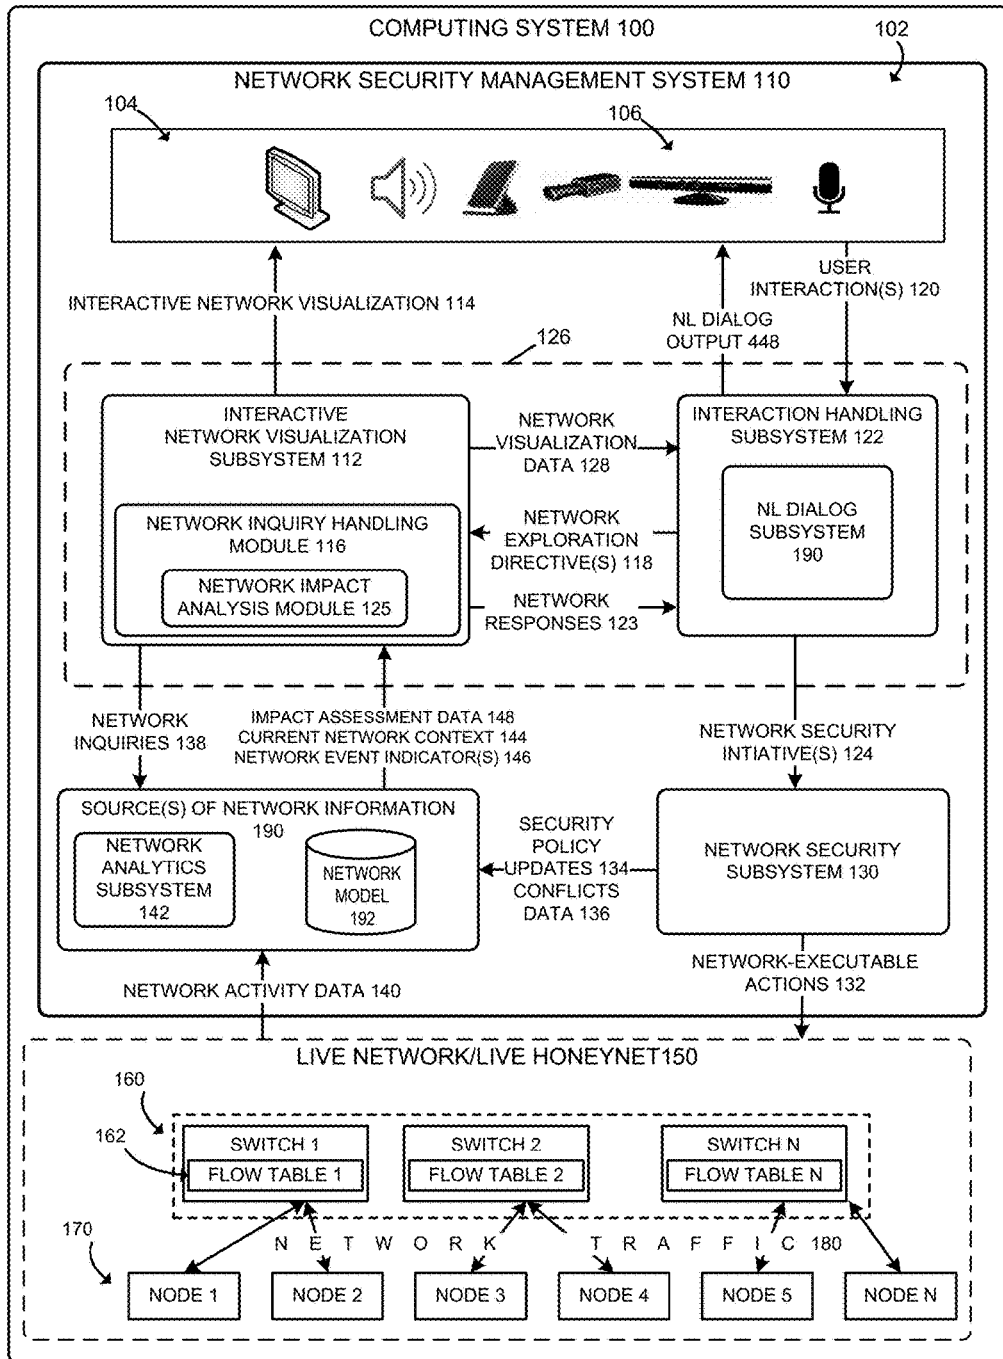 COMPUTING SYSTEM 100
102
NETWORK SECURITY MANAGEMENT SYSTEM 110
104
106
INTERACTIVE NETWORK VISUALIZATION 114
USER
INTERACTION(S) 120
NL DIALOG
OUTPUT 448
126
INTERACTIVE
NETWORK VISUALIZATION
SUBSYSTEM 112
NETWORK
VISUALIZATION
DATA 128
INTERACTION HANDLING
SUBSYSTEM 122
NETWORK INQUIRY HANDLING
MODULE 116
NETWORK IMPACT
ANALYSIS MODULE 125
NETWORK
EXPLORATION
DIRECTIVE(S) 118
NETWORK
RESPONSES 123
NL DIALOG
SUBSYSTEM
190
NETWORK
INQUIRIES 138
IMPACT ASSESSMENT DATA 148
CURRENT NETWORK CONTEXT 144
NETWORK EVENT INDICATOR(S) 146
NETWORK SECURITY
INTIATIVE(S) 124
SOURCE(S) OF NETWORK INFORMATION
190
NETWORK
ANALYTICS
SUBSYSTEM
142
NETWORK
MODEL
192
SECURITY
POLICY
UPDATES 134
CONFLICTS
DATA 136
NETWORK SECURITY
SUBSYSTEM 130
NETWORK ACTIVITY DATA 140
NETWORK-EXECUTABLE
ACTIONS 132
LIVE NETWORK/LIVE HONEYNET150
160
162
SWITCH 1
FLOW TABLE 1
SWITCH 2
FLOW TABLE 2
SWITCH N
FLOW TABLE N
170
NETWORK TRAFFIC 180
NODE 1
NODE 2
NODE 3
NODE 4
NODE 5
NODE N